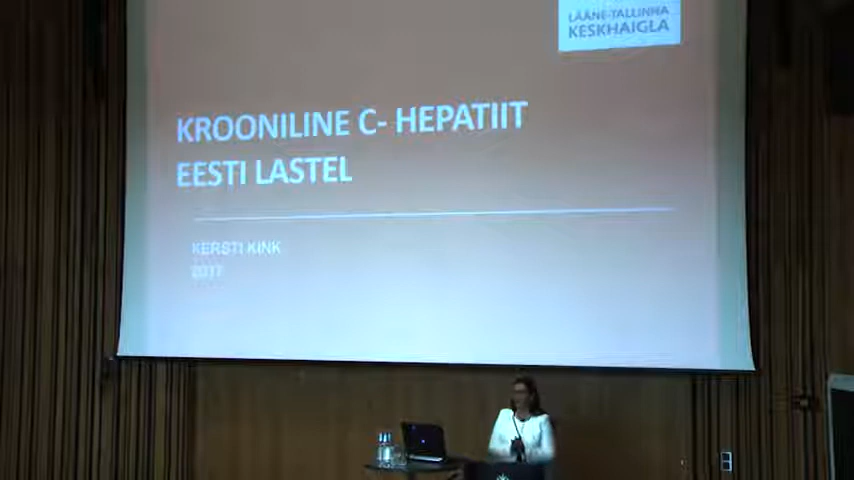 LÄÄNE-TALLINNA
KESKHAIGLA
KROONILINE C- HEPATIIT
EESTI LASTEL
KERSTI KINK
2017